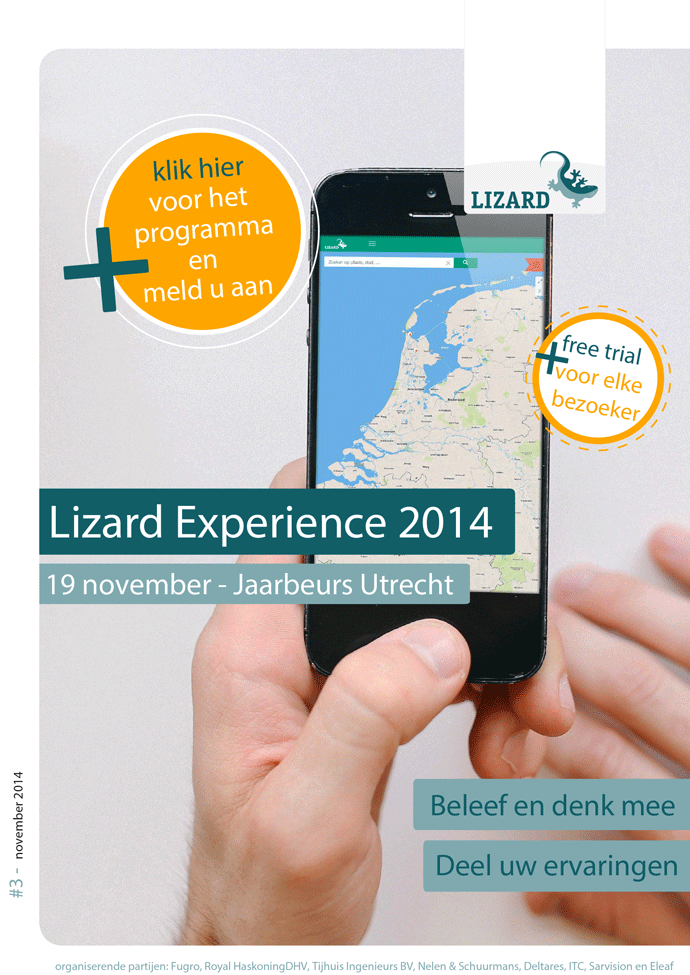 klik hier
voor het
programma
en
meld u aan
LIZARD
LIZARD
Zoeken op plaats, stad, ...
free trial
voor elke
bezoeker
Lizard Experience 2014
19 november - Jaarbeurs Utrecht
Beleef en denk mee
Deel uw ervaringen
#3 – november 2014
organiserende partijen: Fugro, Royal HaskoningDHV, Tijhuis Ingenieurs BV, Nelen & Schuurmans, Deltares, ITC, Sarvision en Eleaf